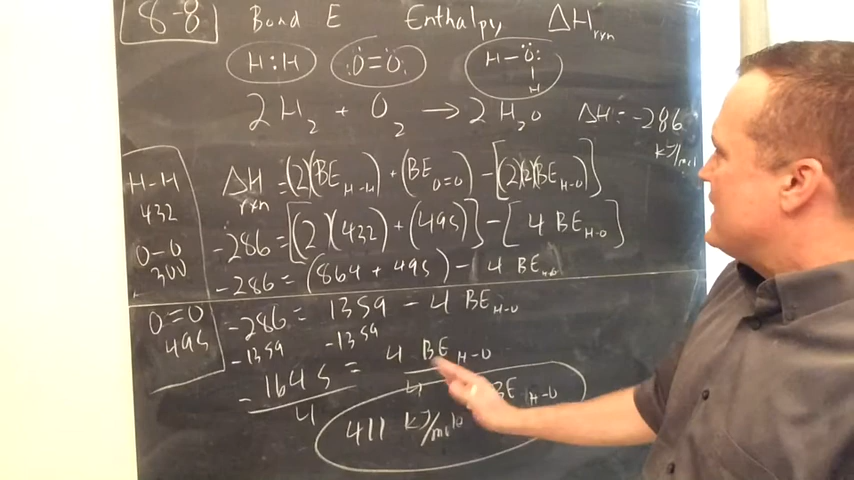 8-8 Bond E Enthalpy ΔH rxn
H:H :Ö=Ö: H-Ö: H
2H₂ + O₂ → 2H₂O ΔH = -286 kJ/mol
H-H 432
O-O 300
O=O 495
ΔH rxn = (2)(BE H-H) + (BE O=O) - [(2)(2)(BE H-O)]
-286 = [(2)(432) + (495)] - [4 BE H-O]
-286 = (864 + 495) - 4 BE H-O
-286 = 1359 - 4 BE H-O
-1359 -1359
-1645 = 4 BE H-O
4 4
411 kJ/mole BE H-O